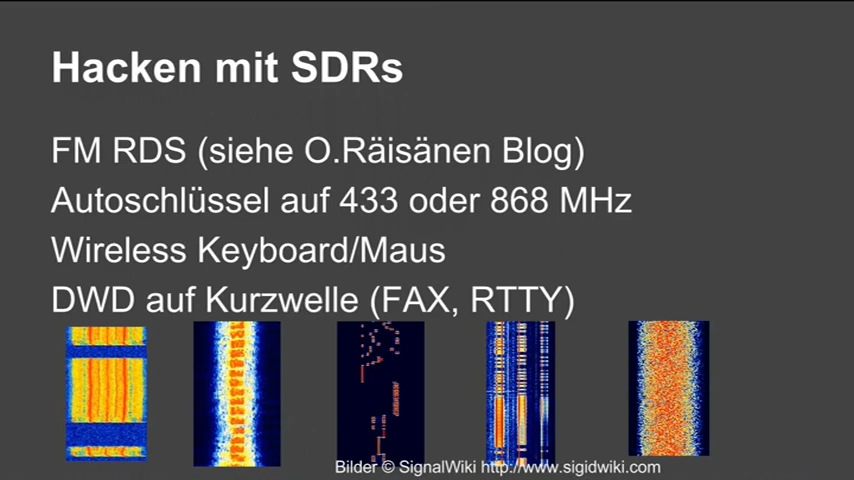 Hacken mit SDRs
FM RDS (siehe O.Räisänen Blog)
Autoschlüssel auf 433 oder 868 MHz
Wireless Keyboard/Maus
DWD auf Kurzwelle (FAX, RTTY)
Bilder © SignalWiki http://www.sigidwiki.com